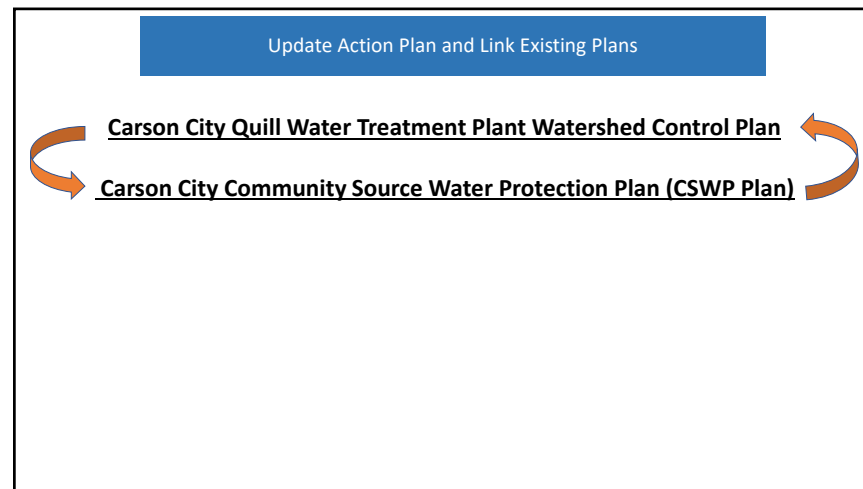 Update Action Plan and Link Existing Plans
Carson City Quill Water Treatment Plant Watershed Control Plan
Carson City Community Source Water Protection Plan (CSWP Plan)